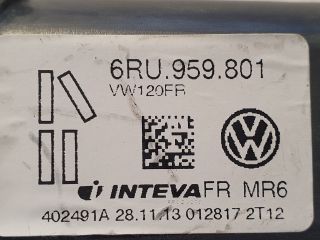 6RU.959.801
VW120FR
INTEVA FR MR6
402491A 28.11.13 012817 2T12